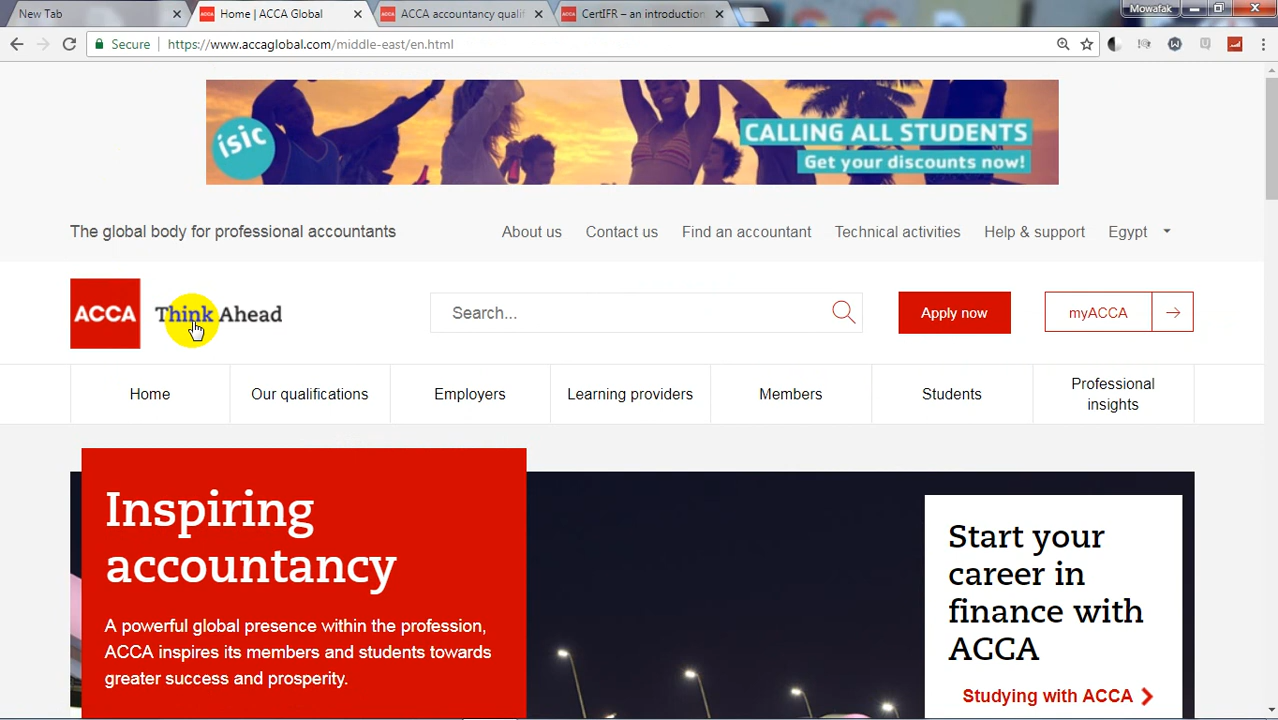 New Tab
Home | ACCA Global
ACCA accountancy qualif
CertIFR – an introduction
Mowafak
Secure
https://www.accaglobal.com/middle-east/en.html
isic
CALLING ALL STUDENTS
Get your discounts now!
The global body for professional accountants
About us
Contact us
Find an accountant
Technical activities
Help & support
Egypt
ACCA
Think Ahead
Search...
Apply now
myACCA
Home
Our qualifications
Employers
Learning providers
Members
Students
Professional
insights
Inspiring
accountancy
A powerful global presence within the profession,
ACCA inspires its members and students towards
greater success and prosperity.
Start your
career in
finance with
ACCA
Studying with ACCA